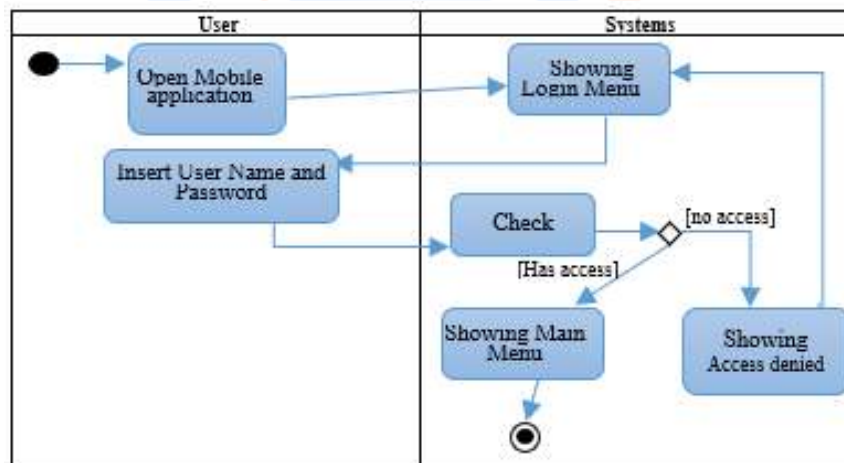 User
Systems
Open Mobile
application
Showing
Login Menu
Insert User Name and
Password
Check
[no access]
[Has access]
Showing Main
Menu
Showing
Access denied